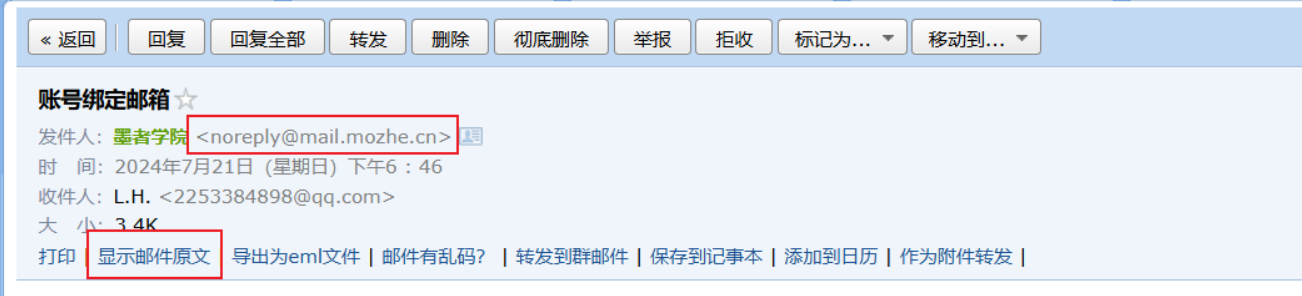 « 返回 回复 回复全部 转发 删除 彻底删除 举报 拒收 标记为... 移动到...
账号绑定邮箱
发件人：墨者学院 <noreply@mail.mozhe.cn>
时 间：2024年7月21日 (星期日) 下午6：46
收件人：L.H. <2253384898@qq.com>
大 小：3.4K
打印 | 显示邮件原文 | 导出为eml文件 | 邮件有乱码？ | 转发到群邮件 | 保存到记事本 | 添加到日历 | 作为附件转发 |